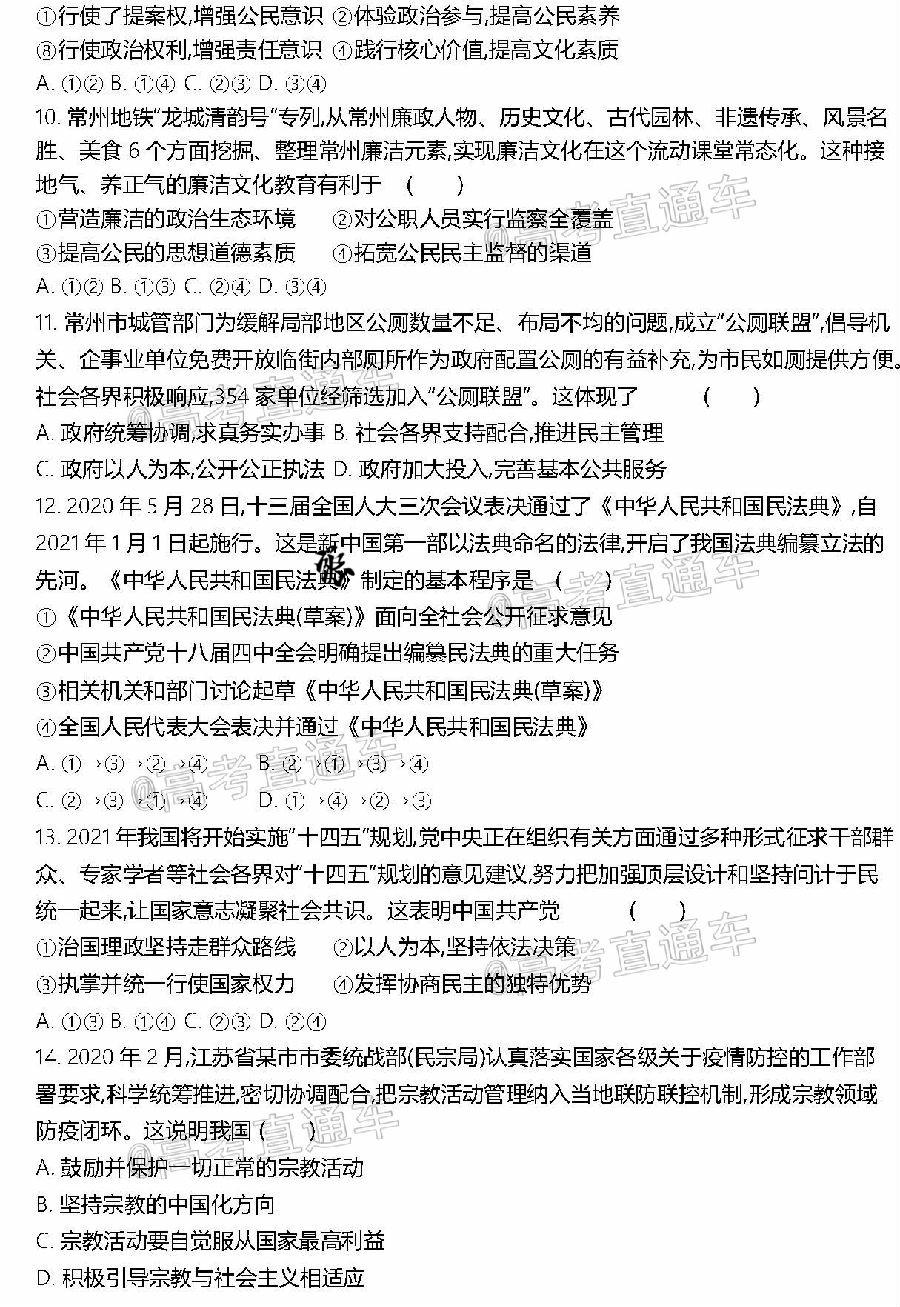 ①行使了提案权,增强公民意识 ②体验政治参与,提高公民素养
⑧行使政治权利,增强责任意识 ④践行核心价值,提高文化素质
A. ①② B. ①④ C. ②③ D. ③④
10. 常州地铁“龙城清韵号”专列,从常州廉政人物、历史文化、古代园林、非遗传承、风景名
胜、美食 6 个方面挖掘、整理常州廉洁元素,实现廉洁文化在这个流动课堂常态化。这种接
地气、养正气的廉洁文化教育有利于 ( )
①营造廉洁的政治生态环境 ②对公职人员实行监察全覆盖
③提高公民的思想道德素质 ④拓宽公民民主监督的渠道
A. ①② B. ①③ C. ②④ D. ③④
11. 常州市城管部门为缓解局部地区公厕数量不足、布局不均的问题,成立“公厕联盟”,倡导机
关、企事业单位免费开放临街内部厕所作为政府配置公厕的有益补充,为市民如厕提供方便。
社会各界积极响应,354 家单位经筛选加入“公厕联盟”。这体现了 ( )
A. 政府统筹协调,求真务实办事 B. 社会各界支持配合,推进民主管理
C. 政府以人为本,公开公正执法 D. 政府加大投入,完善基本公共服务
12. 2020 年 5 月 28 日,十三届全国人大三次会议表决通过了《中华人民共和国民法典》,自
2021 年 1 月 1 日起施行。这是新中国第一部以法典命名的法律,开启了我国法典编纂立法的
先河。《中华人民共和国民法典》制定的基本程序是 ( )
①《中华人民共和国民法典(草案)》面向全社会公开征求意见
②中国共产党十八届四中全会明确提出编纂民法典的重大任务
③相关机关和部门讨论起草《中华人民共和国民法典(草案)》
④全国人民代表大会表决并通过《中华人民共和国民法典》
A. ①→③→②→④ B. ②→①→③→④
C. ②→③→①→④ D. ①→④→②→③
13. 2021 年我国将开始实施“十四五”规划,党中央正在组织有关方面通过多种形式征求干部群
众、专家学者等社会各界对“十四五”规划的意见建议,努力把加强顶层设计和坚持问计于民
统一起来,让国家意志凝聚社会共识。这表明中国共产党 ( )
①治国理政坚持走群众路线 ②以人为本,坚持依法决策
③执掌并统一行使国家权力 ④发挥协商民主的独特优势
A. ①③ B. ①④ C. ②③ D. ②④
14. 2020 年 2 月,江苏省某市市委统战部(民宗局)认真落实国家各级关于疫情防控的工作部
署要求,科学统筹推进,密切协调配合,把宗教活动管理纳入当地联防联控机制,形成宗教领域
防疫闭环。这说明我国 ( )
A. 鼓励并保护一切正常的宗教活动
B. 坚持宗教的中国化方向
C. 宗教活动要自觉服从国家最高利益
D. 积极引导宗教与社会主义相适应
@高考直通车
@高考直通车
@高考直通车
@高考直通车
@高考直通车
@高考直通车